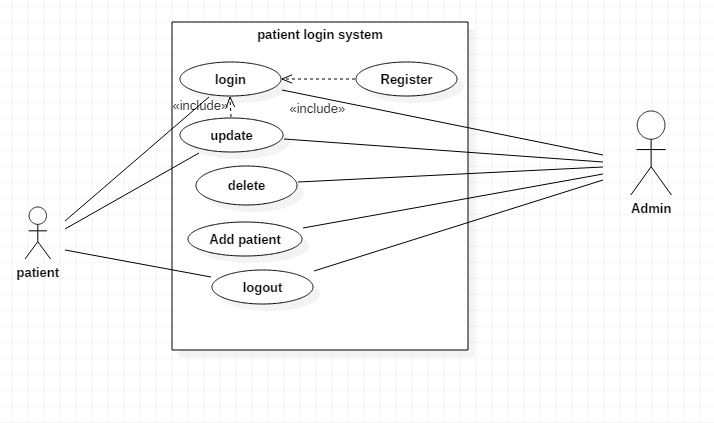 patient login system
login
Register
«include»
«include»
update
delete
Add patient
logout
patient
Admin